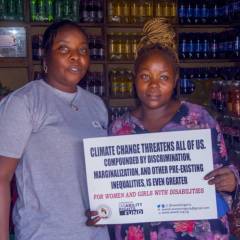 CLIMATE CHANGE THREATENS ALL OF US.
COMPOUNDED BY DISCRIMINATION,
MARGINALIZATION, AND OTHER PRE-EXISTING
INEQUALITIES, IS EVEN GREATER
FOR WOMEN AND GIRLS WITH DISABILITIES
FUND